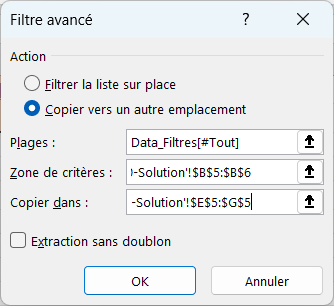 Filtre avancé
Action
Filtrer la liste sur place
Copier vers un autre emplacement
Plages :
Data_Filtres[#Tout]
Zone de critères :
-Solution'!$B$5:$B$6
Copier dans :
-Solution'!$E$5:$G$5
Extraction sans doublon
OK
Annuler